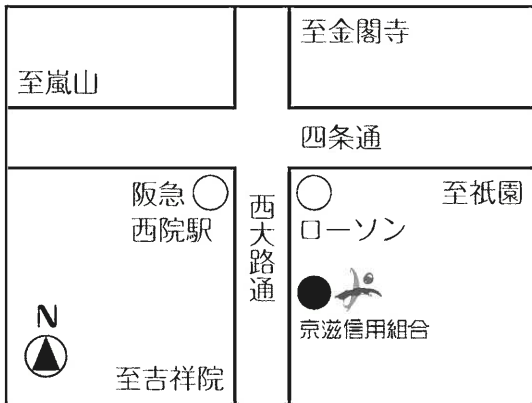 至金閣寺
至嵐山
四条通
阪急
西院駅
西大路通
ローソン
至祇園
京滋信用組合
N
至吉祥院